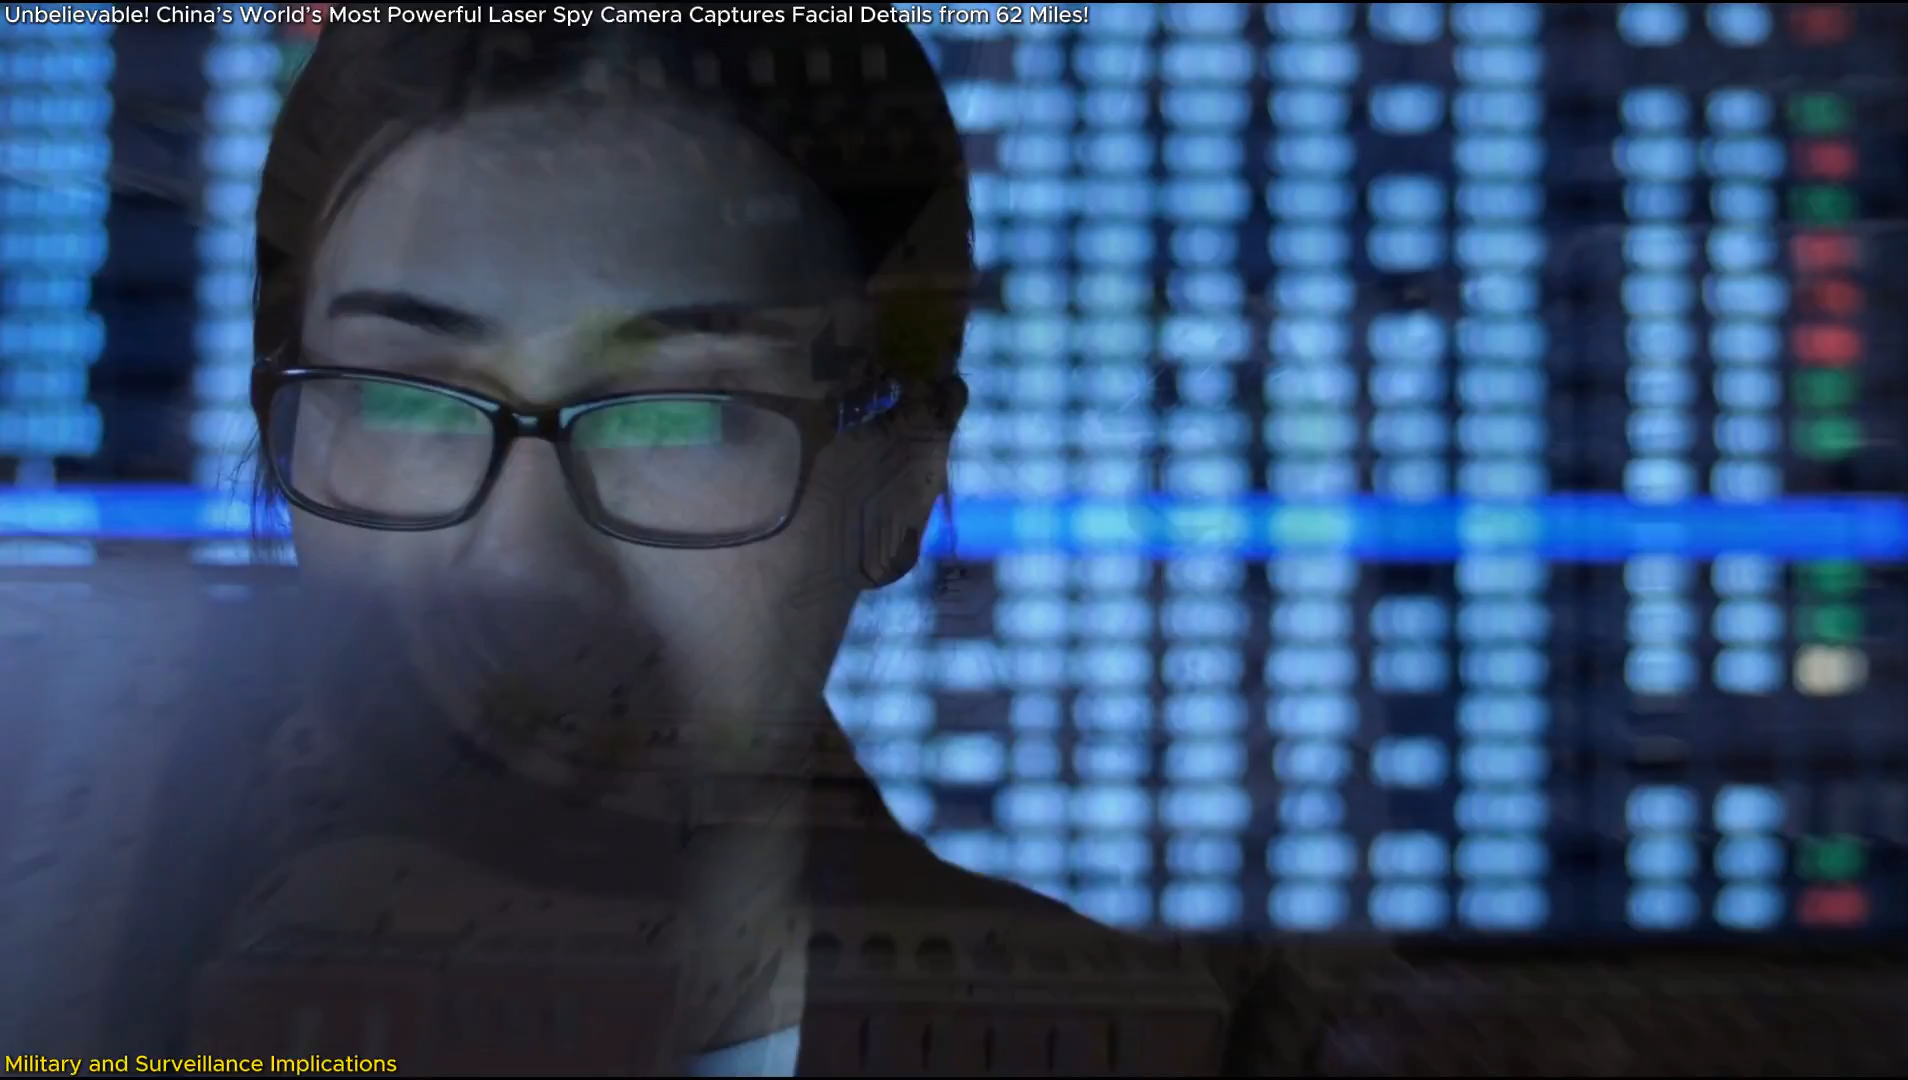 Unbelievable! China’s World’s Most Powerful Laser Spy Camera Captures Facial Details from 62 Miles!
Military and Surveillance Implications